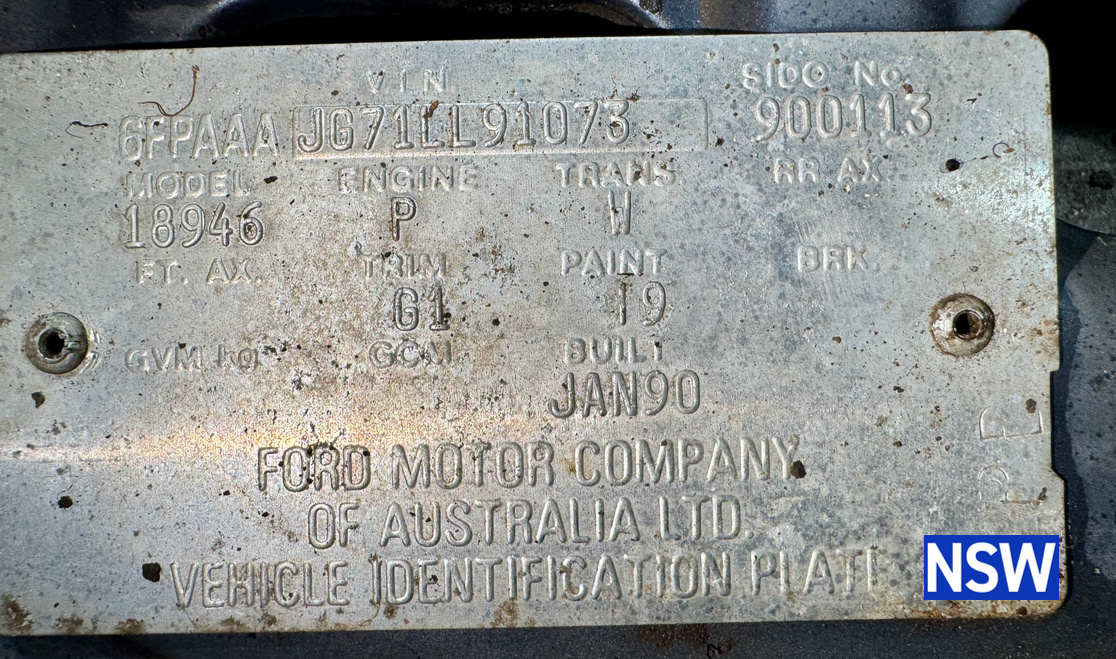 VIN SIDO No.
6FPAAA JG71LL91073 900113
MODEL ENGINE TRANS RR AX.
18946 P W
FT. AX. TRIM PAINT BRK.
G1 19
GVM kg GCM BUILT
JAN90
FORD MOTOR COMPANY
OF AUSTRALIA LTD.
VEHICLE IDENTIFICATION PLATE
NSW